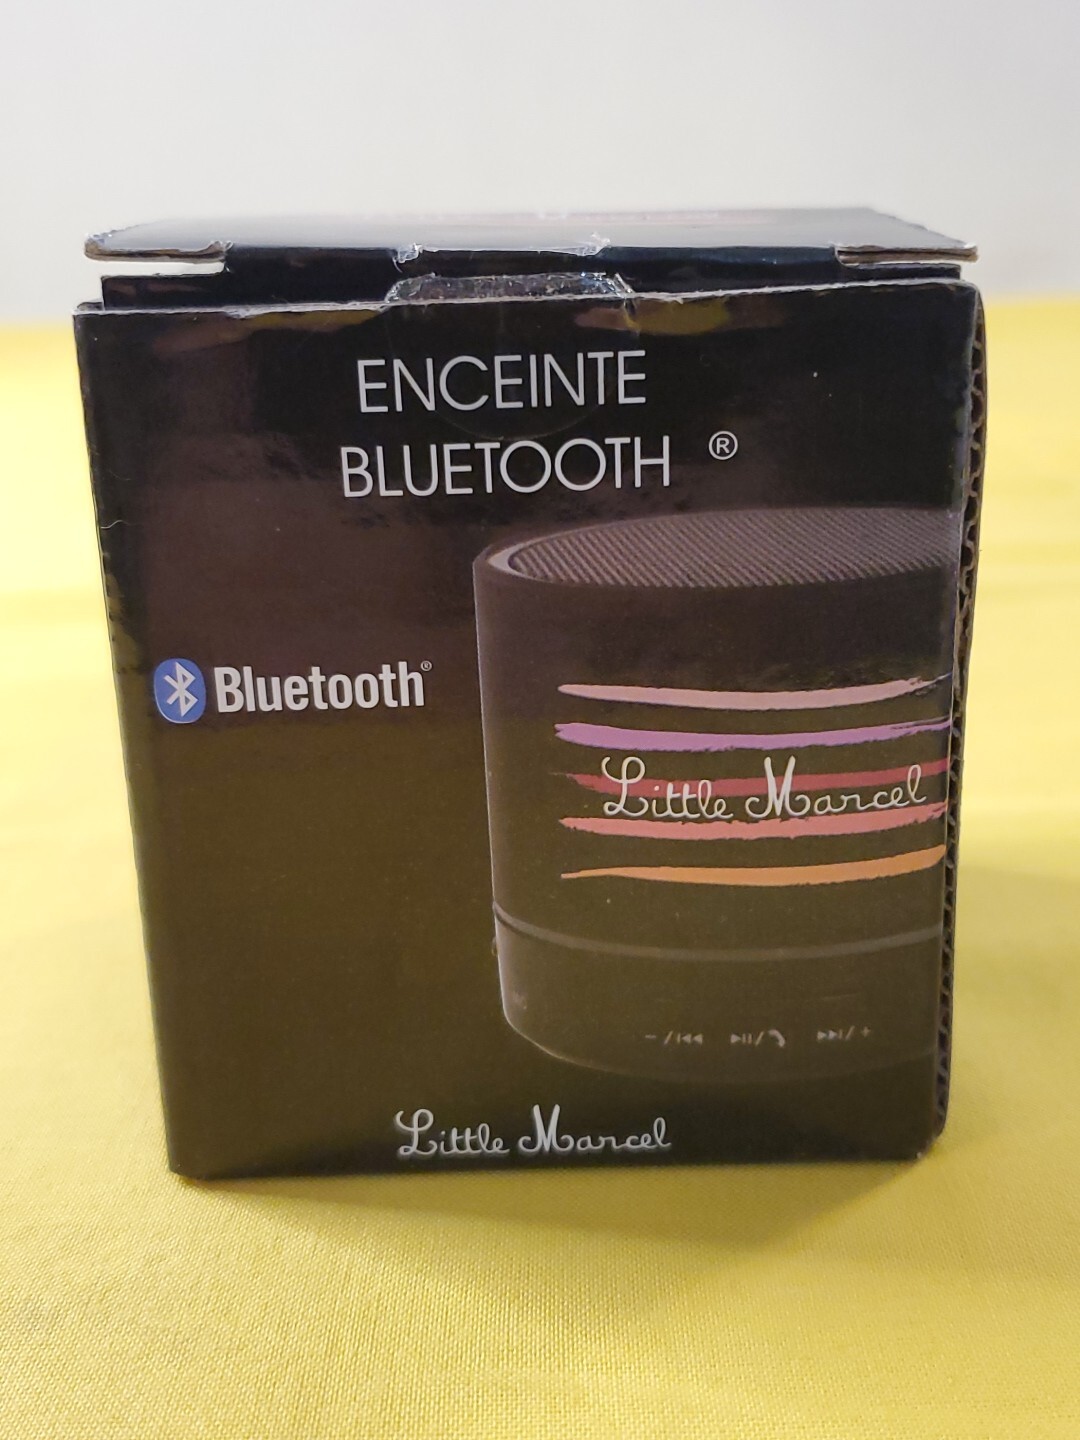 ENCEINTE
BLUETOOTH ®
Bluetooth®
Little Marcel
- /⏮ ⏯/ ⏭/ +
Little Marcel